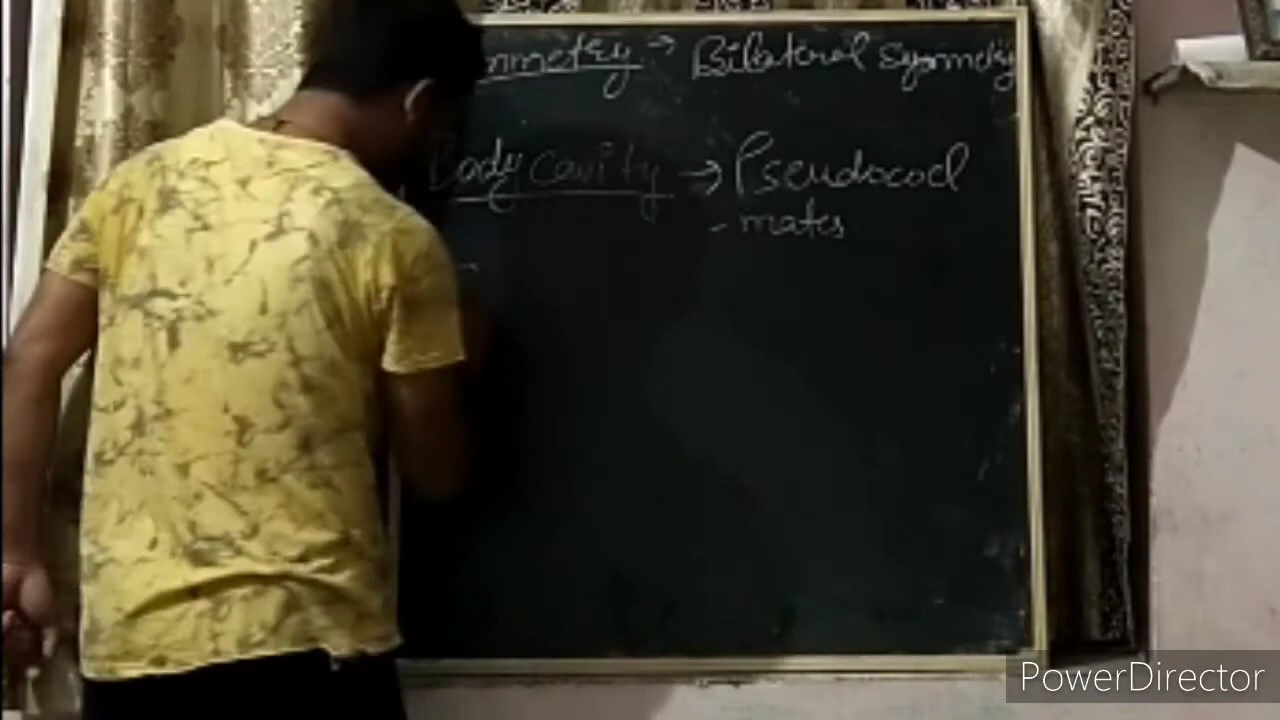 mmetry → Bilateral Symmetry
Body cavity → Pseudocoel
- mates
PowerDirector